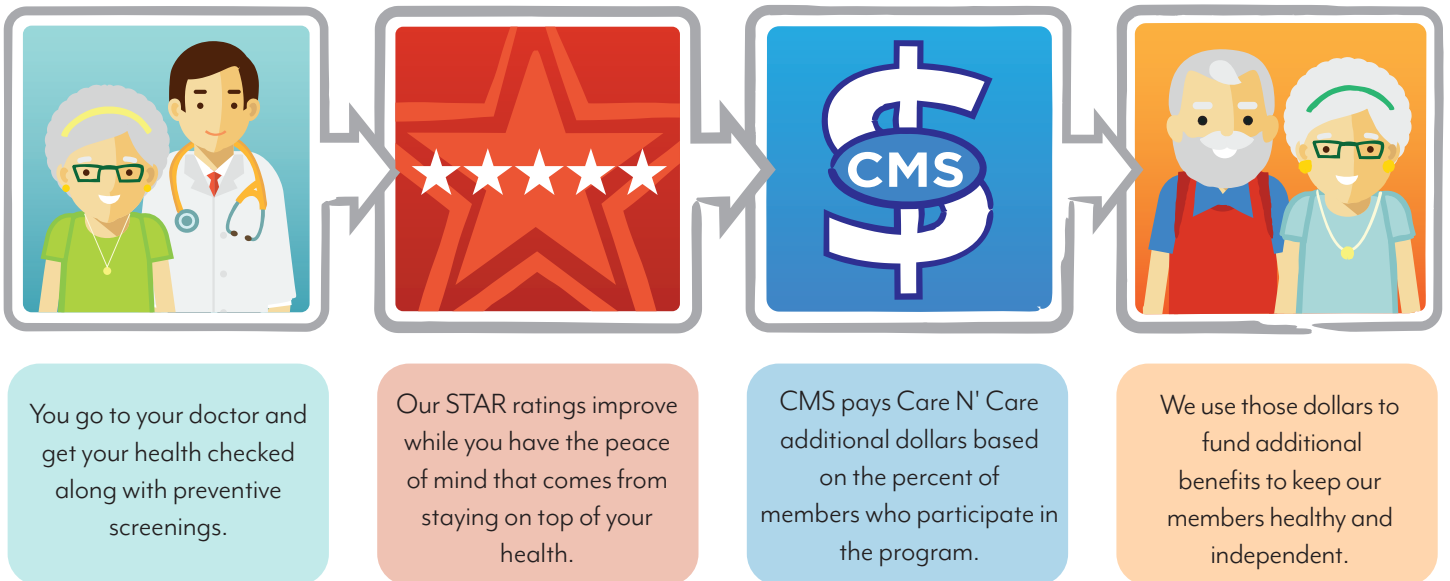 CMS
You go to your doctor and
get your health checked
along with preventive
screenings.
Our STAR ratings improve
while you have the peace
of mind that comes from
staying on top of your
health.
CMS pays Care N' Care
additional dollars based
on the percent of
members who participate in
the program.
We use those dollars to
fund additional
benefits to keep our
members healthy and
independent.